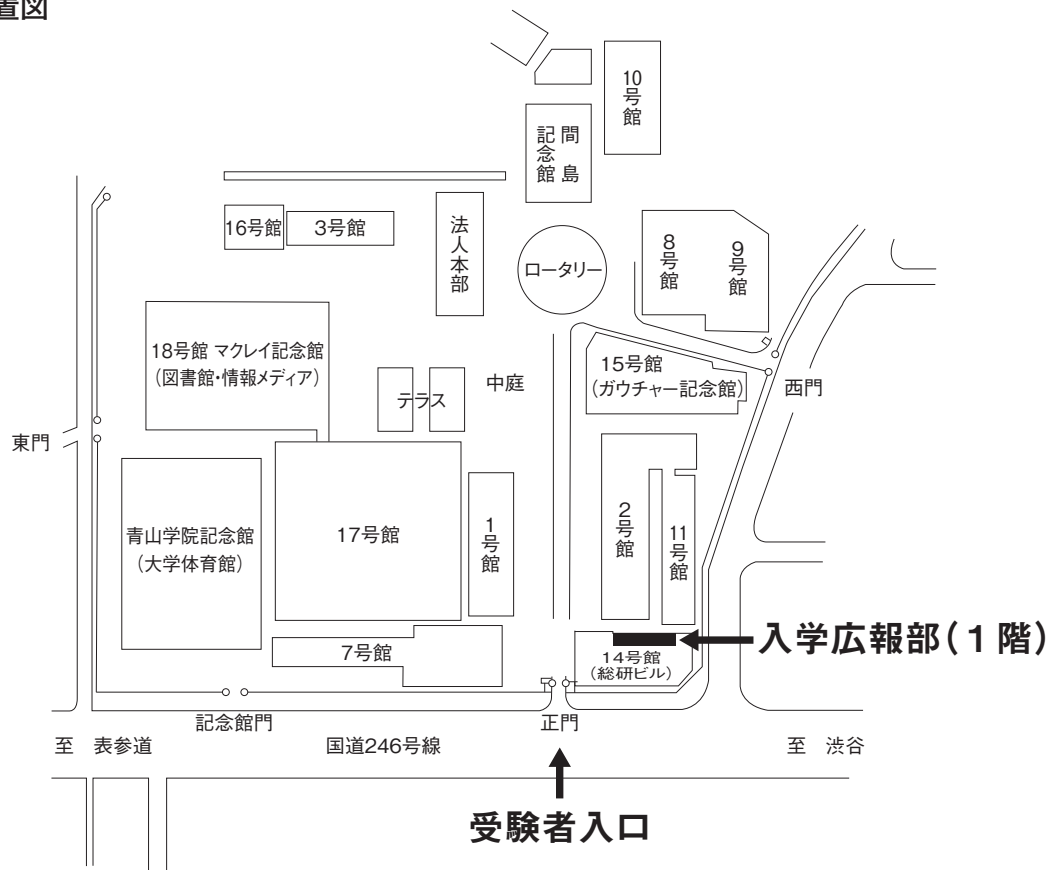 置図
10号館
間島
記念館
16号館
3号館
法人本部
ロータリー
8号館
9号館
18号館 マクレイ記念館
(図書館・情報メディア)
テラス
中庭
15号館
(ガウチャー記念館)
西門
東門
青山学院記念館
(大学体育館)
17号館
1号館
2号館
11号館
7号館
14号館
(総研ビル)
入学広報部(1階)
記念館門
正門
至 表参道
国道246号線
至 渋谷
受験者入口